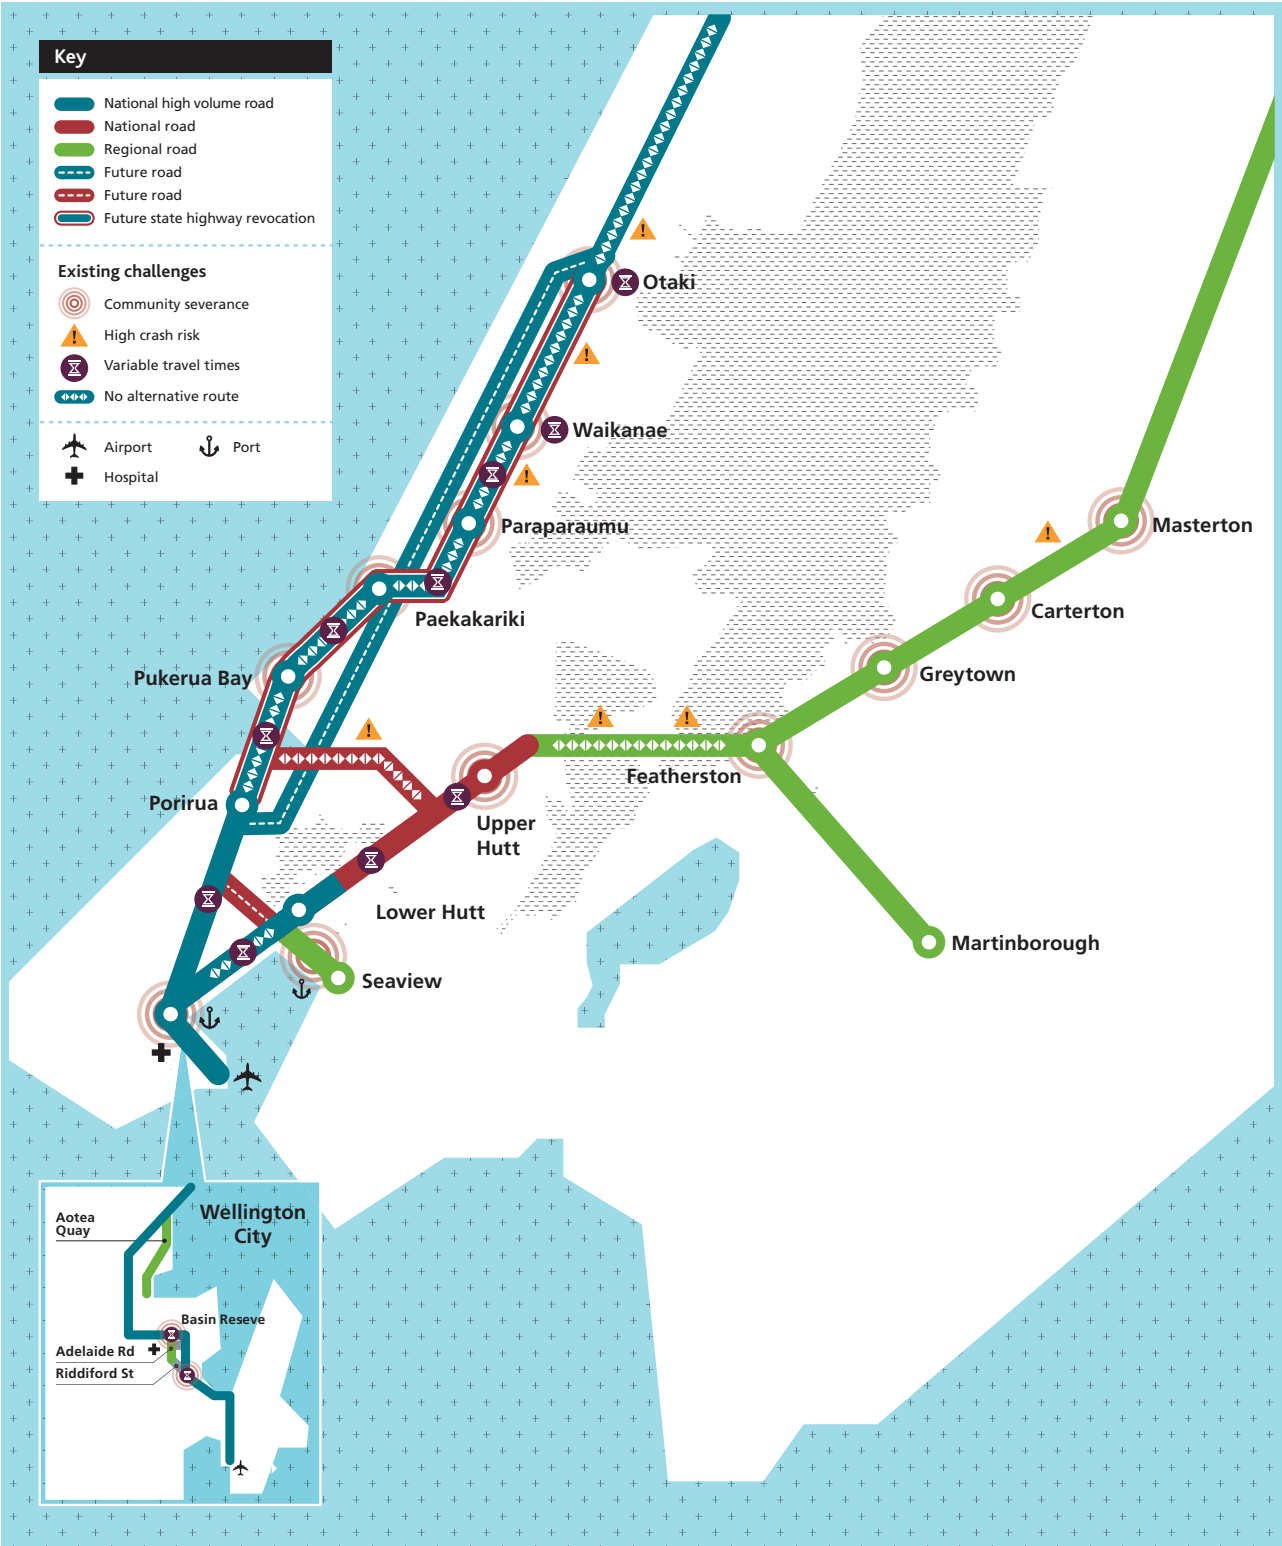 Key
National high volume road
National road
Regional road
Future road
Future road
Future state highway revocation
Existing challenges
Community severance
High crash risk
Variable travel times
No alternative route
Airport
Port
Hospital
Otaki
Waikanae
Paraparaumu
Masterton
Carterton
Paekakariki
Pukerua Bay
Greytown
Featherston
Porirua
Upper
Hutt
Lower Hutt
Martinborough
Seaview
Wellington
City
Aotea
Quay
Basin Reseve
Adelaide Rd
Riddiford St